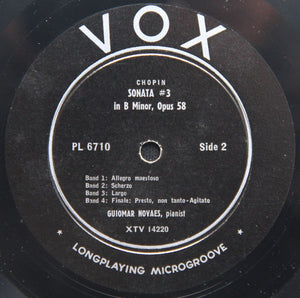 VOX
CHOPIN
SONATA #3
in B Minor, Opus 58
PL 6710
Side 2
Band 1: Allegro maestoso
Band 2: Scherzo
Band 3: Largo
Band 4: Finale: Presto, non tanto-Agitato
GUIOMAR NOVAES, pianist
XTV 14220
LONGPLAYING MICROGROOVE